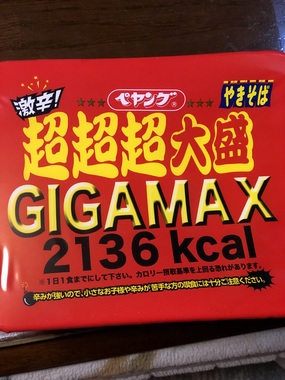 激辛!
★★★ペヤング®★★★
やきそば
超超超大盛
GIGAMAX
2136 kcal
※1日1食までにして下さい。カロリー摂取基準を上回る恐れがあります。
辛みが強いので、小さなお子様や辛みが苦手な方の喫食には十分ご注意ください。